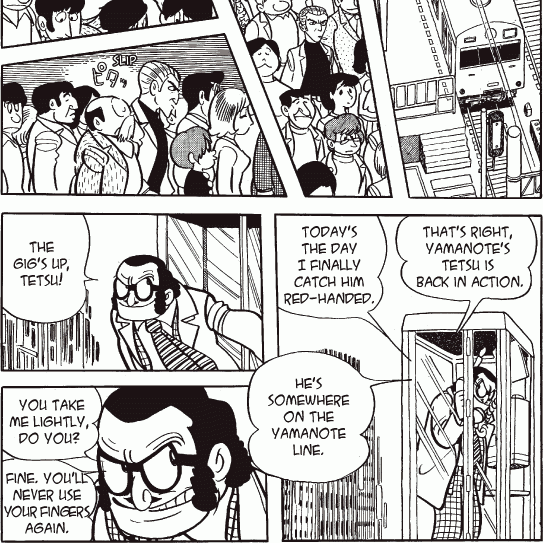 SLIP
ピタッ
THAT'S RIGHT,
YAMANOTE'S
TETSU IS
BACK IN ACTION.
TODAY'S
THE DAY
I FINALLY
CATCH HIM
RED-HANDED.
HE'S
SOMEWHERE
ON THE
YAMANOTE
LINE.
THE
GIG'S UP,
TETSU!
YOU TAKE
ME LIGHTLY,
DO YOU?
FINE. YOU'LL
NEVER USE
YOUR FINGERS
AGAIN.